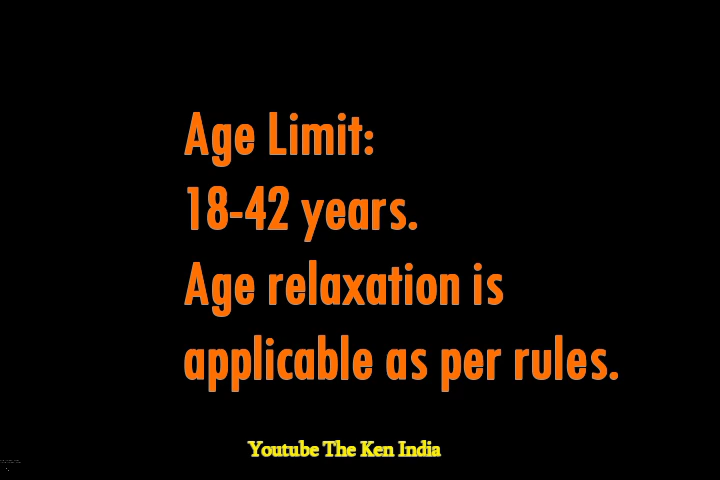 Age Limit:
18-42 years.
Age relaxation is
applicable as per rules.
Youtube The Ken India